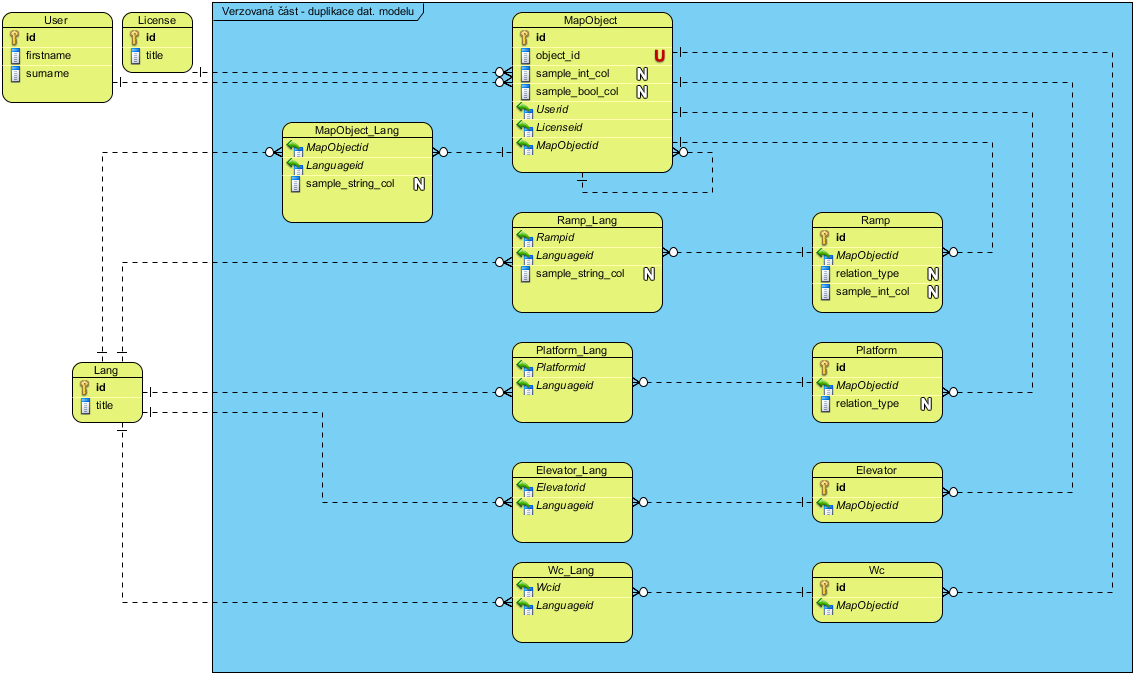 Verzovaná část - duplikace dat. modelu
User
id
firstname
surname
License
id
title
MapObject
id
object_id U
sample_int_col N
sample_bool_col N
Userid
Licenseid
MapObjectid
MapObject_Lang
MapObjectid
Languageid
sample_string_col N
Ramp_Lang
Rampid
Languageid
sample_string_col N
Ramp
id
MapObjectid
relation_type N
sample_int_col N
Lang
id
title
Platform_Lang
Platformid
Languageid
Platform
id
MapObjectid
relation_type N
Elevator_Lang
Elevatorid
Languageid
Elevator
id
MapObjectid
Wc_Lang
Wcid
Languageid
Wc
id
MapObjectid